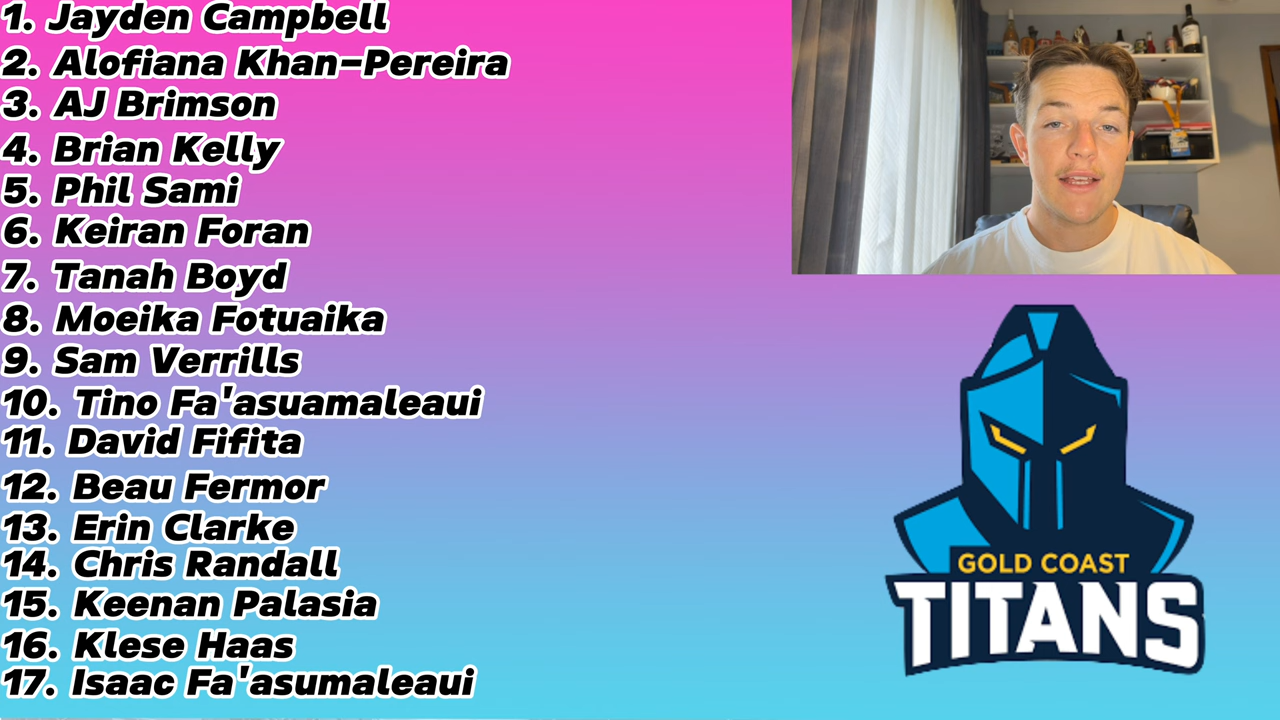 1. Jayden Campbell
2. Alofiana Khan-Pereira
3. AJ Brimson
4. Brian Kelly
5. Phil Sami
6. Keiran Foran
7. Tanah Boyd
8. Moeika Fotuaika
9. Sam Verrills
10. Tino Fa'asuamaleaui
11. David Fifita
12. Beau Fermor
13. Erin Clarke
14. Chris Randall
15. Keenan Palasia
16. Klese Haas
17. Isaac Fa'asumaleaui
GOLD COAST
TITANS